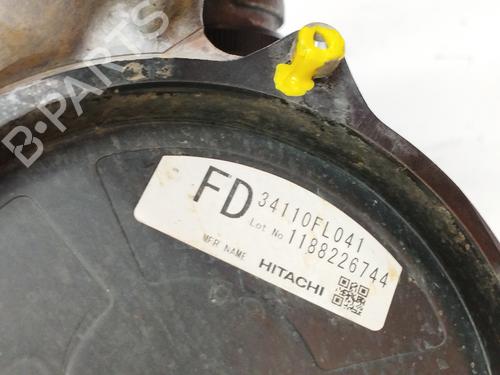 B-PARTS
FD 34110FL041
Lot No 1188226744
MFR NAME HITACHI